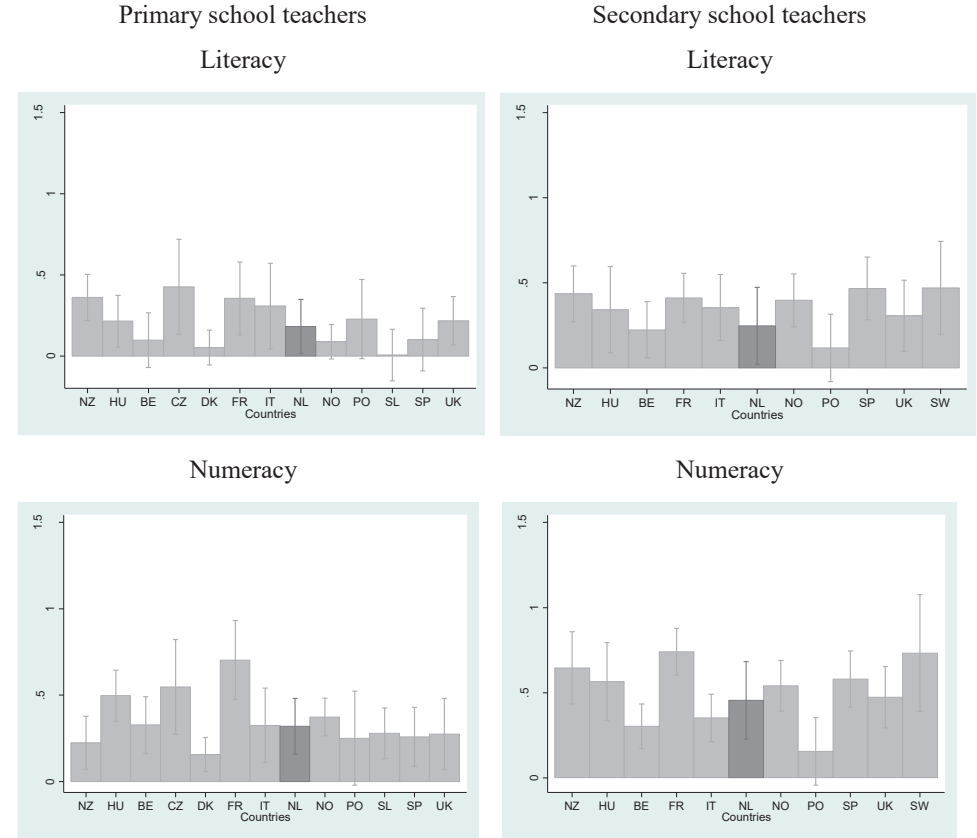 Primary school teachers
Secondary school teachers
Literacy
Literacy
1.5
1
.5
0
NZ HU BE CZ DK FR IT NL NO PO SL SP UK
Countries
1.5
1
.5
0
NZ HU BE FR IT NL NO PO SP UK SW
Countries
Numeracy
Numeracy
1.5
1
.5
0
NZ HU BE CZ DK FR IT NL NO PO SL SP UK
Countries
1.5
1
.5
0
NZ HU BE FR IT NL NO PO SP UK SW
Countries